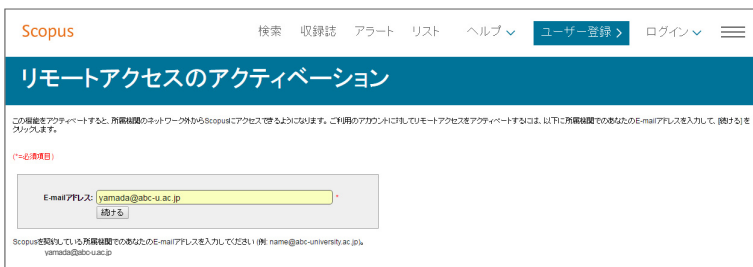 Scopus 検索 収録誌 アラート リスト ヘルプ ユーザー登録 ログイン
リモートアクセスのアクティベーション
この機能をアクティベートすると、所属機関のネットワーク外からScopusにアクセスできるようになります。ご利用のアカウントに対してリモートアクセスをアクティベートするには、以下に所属機関でのあなたのE-mailアドレスを入力して、[続ける]を
クリックします。
(*=必須項目)
E-mailアドレス: yamada@abc-u.ac.jp *
続ける
Scopusを契約している所属機関でのあなたのE-mailアドレスを入力してください (例: name@abc-university.ac.jp)。
yamada@abc-u.ac.jp